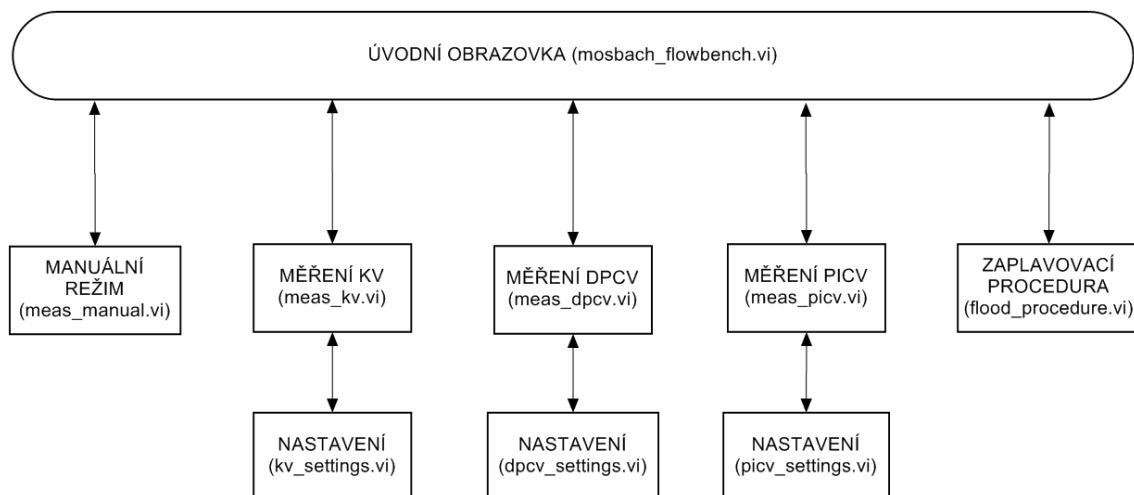 ÚVODNÍ OBRAZOVKA (mosbach_flowbench.vi)
MANUÁLNÍ
REŽIM
(meas_manual.vi)
MĚŘENÍ KV
(meas_kv.vi)
MĚŘENÍ DPCV
(meas_dpcv.vi)
MĚŘENÍ PICV
(meas_picv.vi)
ZAPLAVOVACÍ
PROCEDURA
(flood_procedure.vi)
NASTAVENÍ
(kv_settings.vi)
NASTAVENÍ
(dpcv_settings.vi)
NASTAVENÍ
(picv_settings.vi)